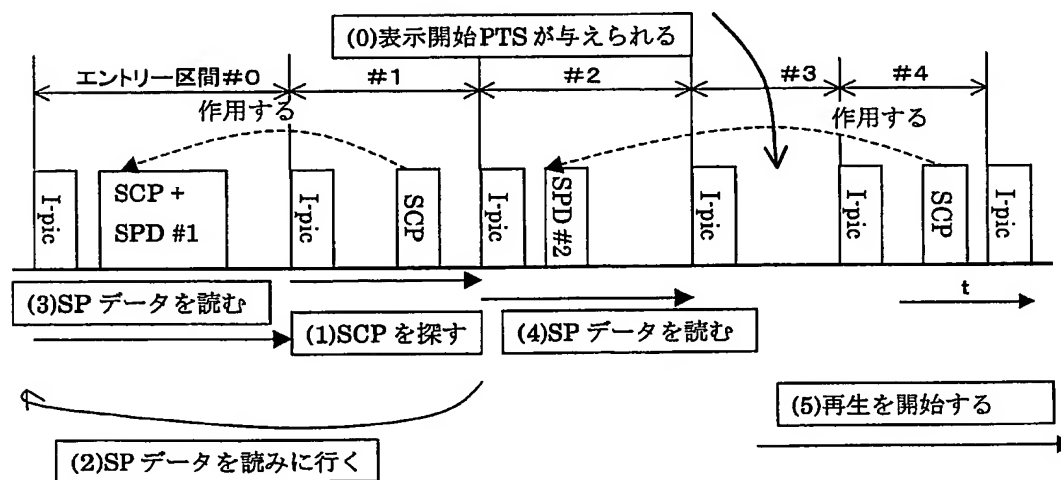 (0)表示開始PTSが与えられる
エントリー区間#0
#1
#2
#3
#4
作用する
作用する
I-pic
SCP +
SPD #1
I-pic
SCP
I-pic
SPD #2
I-pic
I-pic
SCP
I-pic
(3)SP データを読む
(1)SCP を探す
(4)SP データを読む
t
(2)SP データを読みに行く
(5)再生を開始する